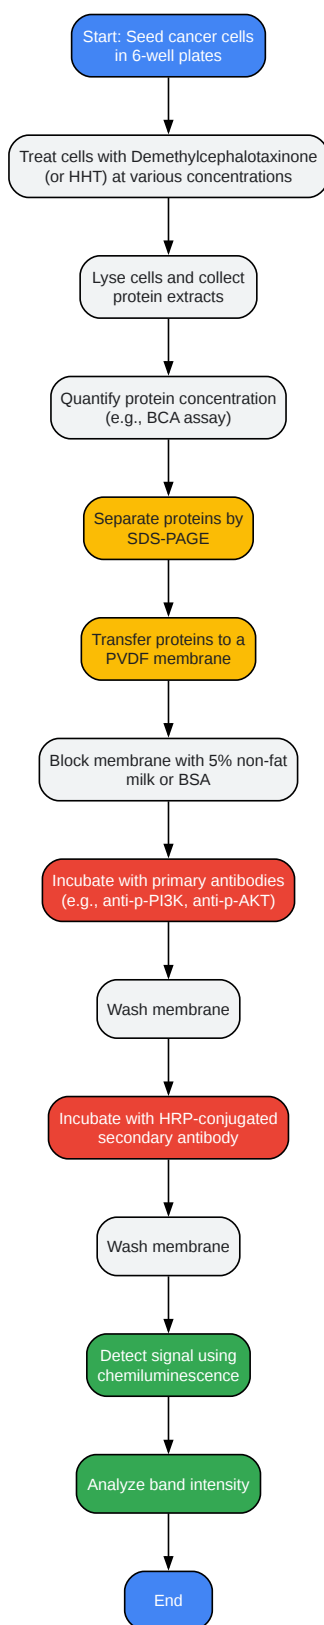 Start: Seed cancer cells
in 6-well plates
Treat cells with Demethylcephalotaxinone
(or HHT) at various concentrations
Lyse cells and collect
protein extracts
Quantify protein concentration
(e.g., BCA assay)
Separate proteins by
SDS-PAGE
Transfer proteins to a
PVDF membrane
Block membrane with 5% non-fat
milk or BSA
Incubate with primary antibodies
(e.g., anti-p-PI3K, anti-p-AKT)
Wash membrane
Incubate with HRP-conjugated
secondary antibody
Wash membrane
Detect signal using
chemiluminescence
Analyze band intensity
End